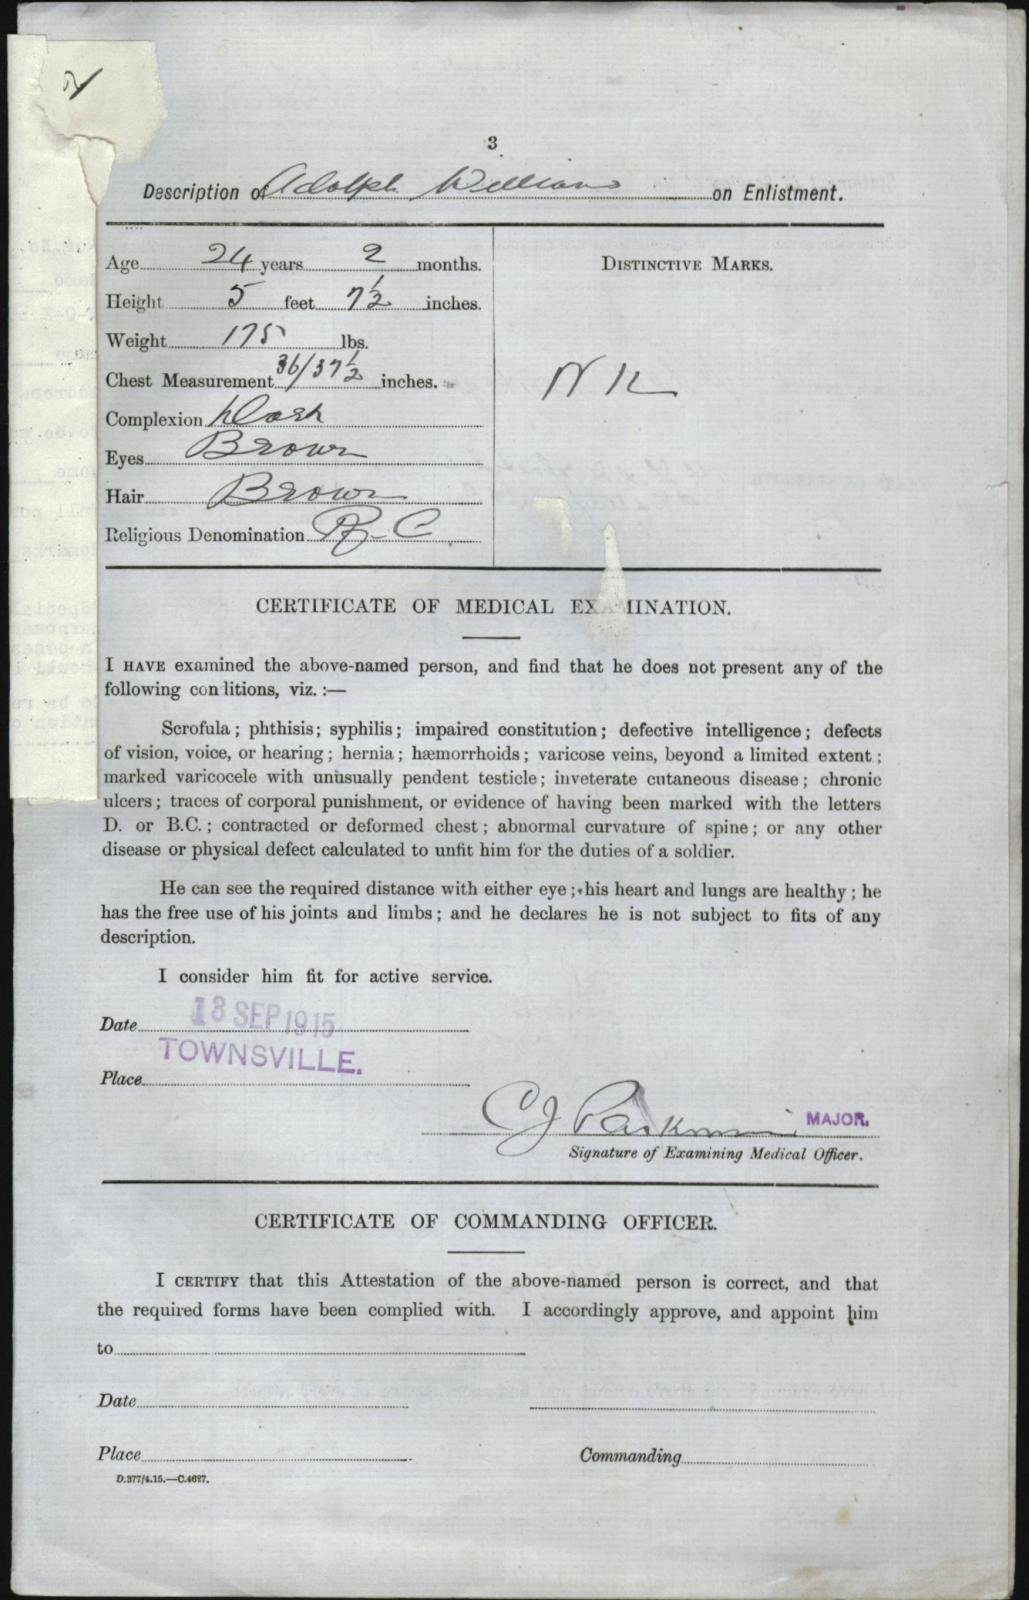 3
Description of Adolph Williams on Enlistment.
Age 24 years 2 months.
Height 5 feet 7½ inches.
Weight 175 lbs.
Chest Measurement 36/37½ inches.
Complexion Dark
Eyes Brown
Hair Brown
Religious Denomination R-C
DISTINCTIVE MARKS.
CERTIFICATE OF MEDICAL EXAMINATION.
I HAVE examined the above-named person, and find that he does not present any of the
following conditions, viz.:—
Scrofula; phthisis; syphilis; impaired constitution; defective intelligence; defects
of vision, voice, or hearing; hernia; hæmorrhoids; varicose veins, beyond a limited extent;
marked varicocele with unusually pendent testicle; inveterate cutaneous disease; chronic
ulcers; traces of corporal punishment, or evidence of having been marked with the letters
D. or B.C.; contracted or deformed chest; abnormal curvature of spine; or any other
disease or physical defect calculated to unfit him for the duties of a soldier.
He can see the required distance with either eye; his heart and lungs are healthy; he
has the free use of his joints and limbs; and he declares he is not subject to fits of any
description.
I consider him fit for active service.
Date 13 SEP 1915
Place TOWNSVILLE.
C J Parkinson MAJOR.
Signature of Examining Medical Officer.
CERTIFICATE OF COMMANDING OFFICER.
I CERTIFY that this Attestation of the above-named person is correct, and that
the required forms have been complied with. I accordingly approve, and appoint him
to
Date
Place
Commanding
D.377/4.15.—C.4687.